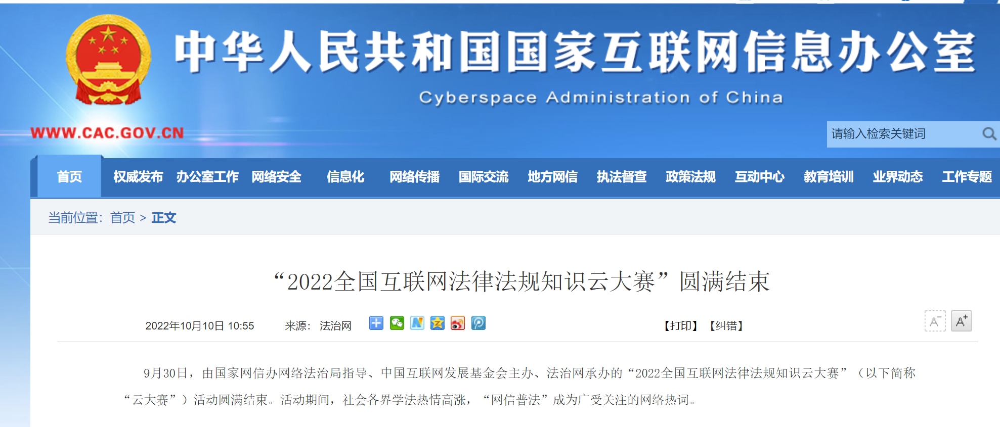 中华人民共和国国家互联网信息办公室
Cyberspace Administration of China
WWW.CAC.GOV.CN
请输入检索关键词
首页 权威发布 办公室工作 网络安全 信息化 网络传播 国际交流 地方网信 执法督查 政策法规 互动中心 教育培训 业界动态 工作专题
当前位置：首页 > 正文
“2022全国互联网法律法规知识云大赛”圆满结束
2022年10月10日 10:55 来源： 法治网 【打印】 【纠错】 A- A+
9月30日，由国家网信办网络法治局指导、中国互联网发展基金会主办、法治网承办的“2022全国互联网法律法规知识云大赛”（以下简称
“云大赛”）活动圆满结束。活动期间，社会各界学法热情高涨，“网信普法”成为广受关注的网络热词。